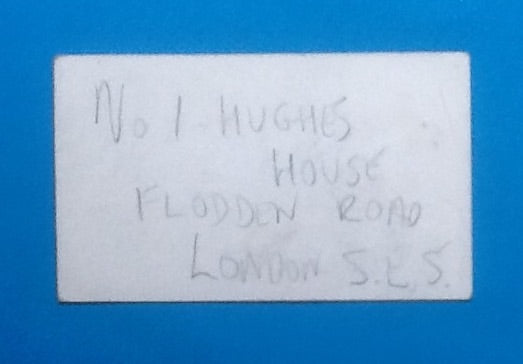 No 1 HUGHES
HOUSE
FLODDEN ROAD
LONDON S.E.5.